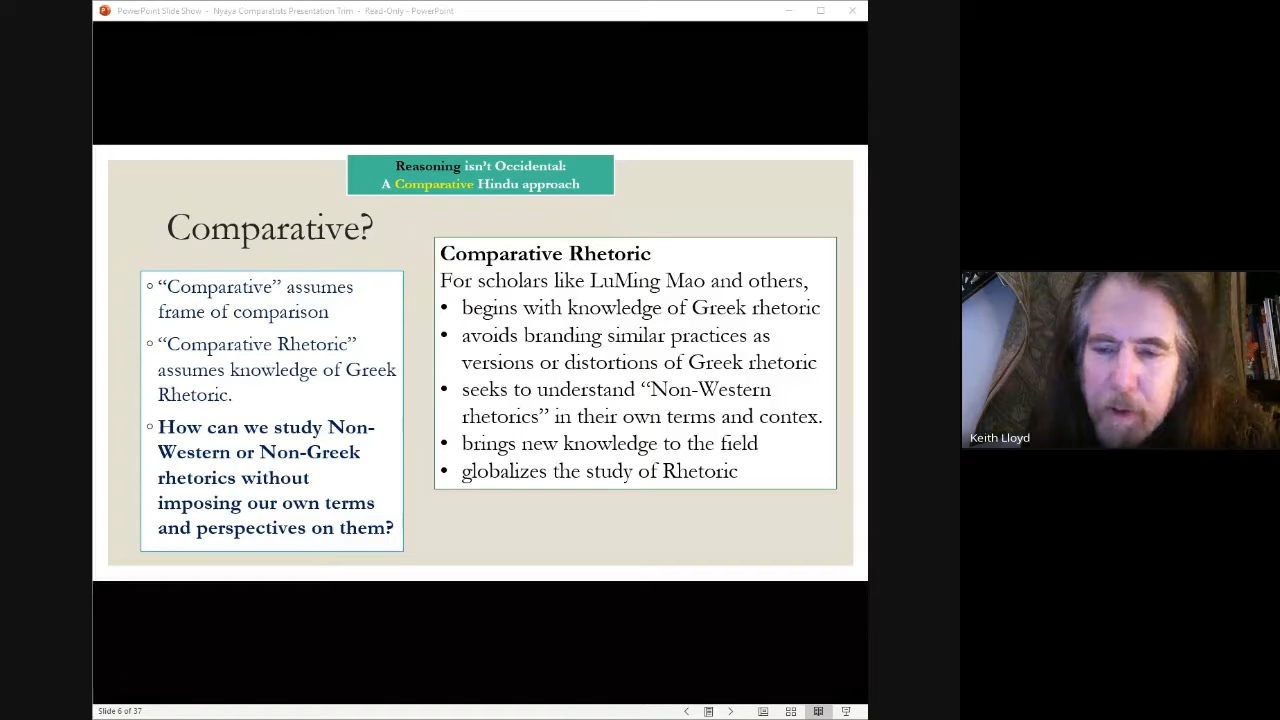 PowerPoint Slide Show - Nyaya Comparatists Presentation Trim - Read-Only - PowerPoint
Reasoning isn't Occidental:
A Comparative Hindu approach
Comparative?
“Comparative” assumes
frame of comparison
“Comparative Rhetoric”
assumes knowledge of Greek
Rhetoric.
How can we study Non-
Western or Non-Greek
rhetorics without
imposing our own terms
and perspectives on them?
Comparative Rhetoric
For scholars like LuMing Mao and others,
• begins with knowledge of Greek rhetoric
• avoids branding similar practices as
versions or distortions of Greek rhetoric
• seeks to understand “Non-Western
rhetorics” in their own terms and contex.
• brings new knowledge to the field
• globalizes the study of Rhetoric
Keith Lloyd
Slide 6 of 37